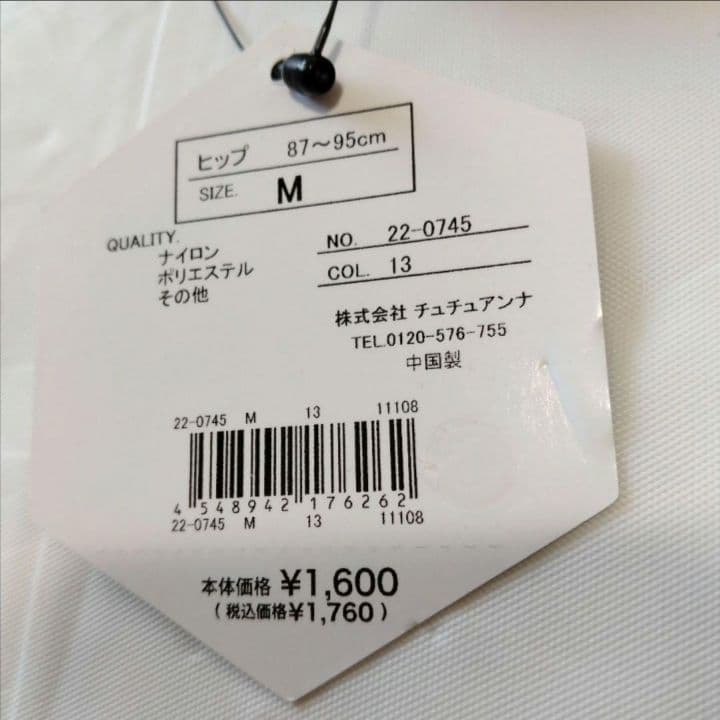 ヒップ 87～95cm
SIZE. M
QUALITY.
ナイロン
ポリエステル
その他
NO. 22-0745
COL. 13
株式会社 チュチュアンナ
TEL.0120-576-755
中国製
22-0745 M 13 11108
4 548942 176262
22-0745 M 13 11108
本体価格 ¥1,600
(税込価格¥1,760)